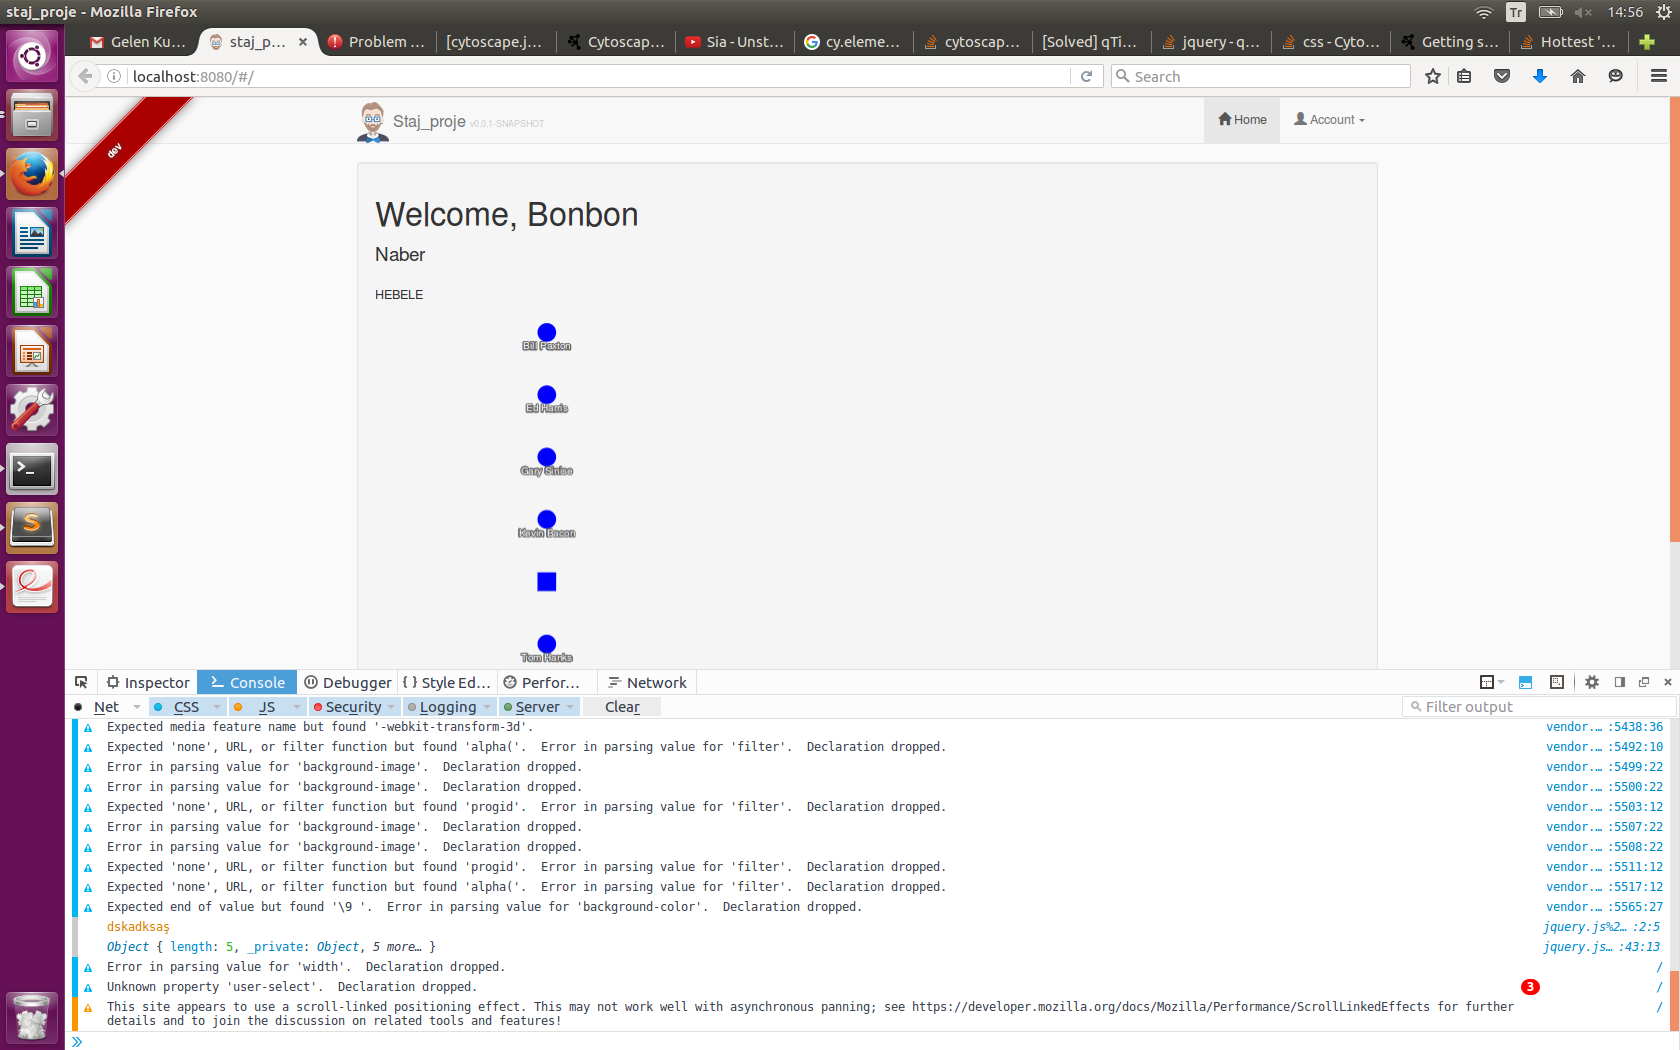 staj_proje - Mozilla Firefox
Tr
14:56
Gelen Ku...
staj_p...
Problem ...
[cytoscape.j...
Cytoscap...
Sia - Unst...
cy.eleme...
cytoscap...
[Solved] qTi...
jquery - q...
css - Cyto...
Getting s...
Hottest '...
localhost:8080/#/
Search
dev
Staj_proje v0.0.1-SNAPSHOT
Home
Account
Welcome, Bonbon
Naber
HEBELE
Bill Paxton
Ed Harris
Gary Sinise
Kevin Bacon
Tom Hanks
Inspector
Console
Debugger
{ } Style Ed...
Perfor...
Network
Net
CSS
JS
Security
Logging
Server
Clear
Filter output
Expected media feature name but found '-webkit-transform-3d'. vendor.… :5438:36
Expected 'none', URL, or filter function but found 'alpha('. Error in parsing value for 'filter'. Declaration dropped. vendor.… :5492:10
Error in parsing value for 'background-image'. Declaration dropped. vendor.… :5499:22
Error in parsing value for 'background-image'. Declaration dropped. vendor.… :5500:22
Expected 'none', URL, or filter function but found 'progid'. Error in parsing value for 'filter'. Declaration dropped. vendor.… :5503:12
Error in parsing value for 'background-image'. Declaration dropped. vendor.… :5507:22
Error in parsing value for 'background-image'. Declaration dropped. vendor.… :5508:22
Expected 'none', URL, or filter function but found 'progid'. Error in parsing value for 'filter'. Declaration dropped. vendor.… :5511:12
Expected 'none', URL, or filter function but found 'alpha('. Error in parsing value for 'filter'. Declaration dropped. vendor.… :5517:12
Expected end of value but found '\9 '. Error in parsing value for 'background-color'. Declaration dropped. vendor.… :5565:27
dskadksaş jquery.js%2… :2:5
Object { length: 5, _private: Object, 5 more… } jquery.js… :43:13
Error in parsing value for 'width'. Declaration dropped. /
Unknown property 'user-select'. Declaration dropped. 3 /
This site appears to use a scroll-linked positioning effect. This may not work well with asynchronous panning; see https://developer.mozilla.org/docs/Mozilla/Performance/ScrollLinkedEffects for further /
details and to join the discussion on related tools and features!